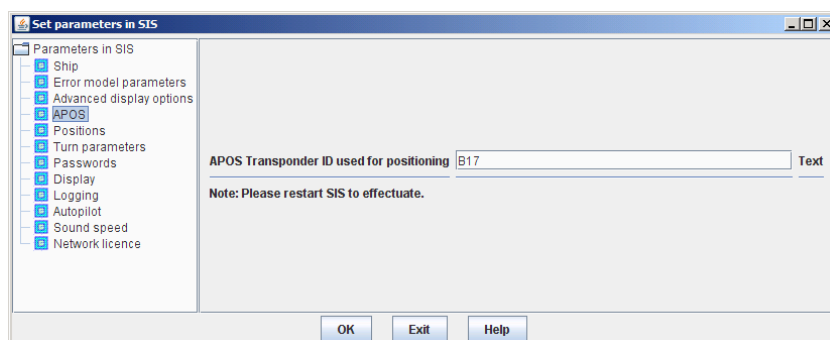 Set parameters in SIS
Parameters in SIS
Ship
Error model parameters
Advanced display options
APOS
Positions
Turn parameters
Passwords
Display
Logging
Autopilot
Sound speed
Network licence
APOS Transponder ID used for positioning B17 Text
Note: Please restart SIS to effectuate.
OK Exit Help